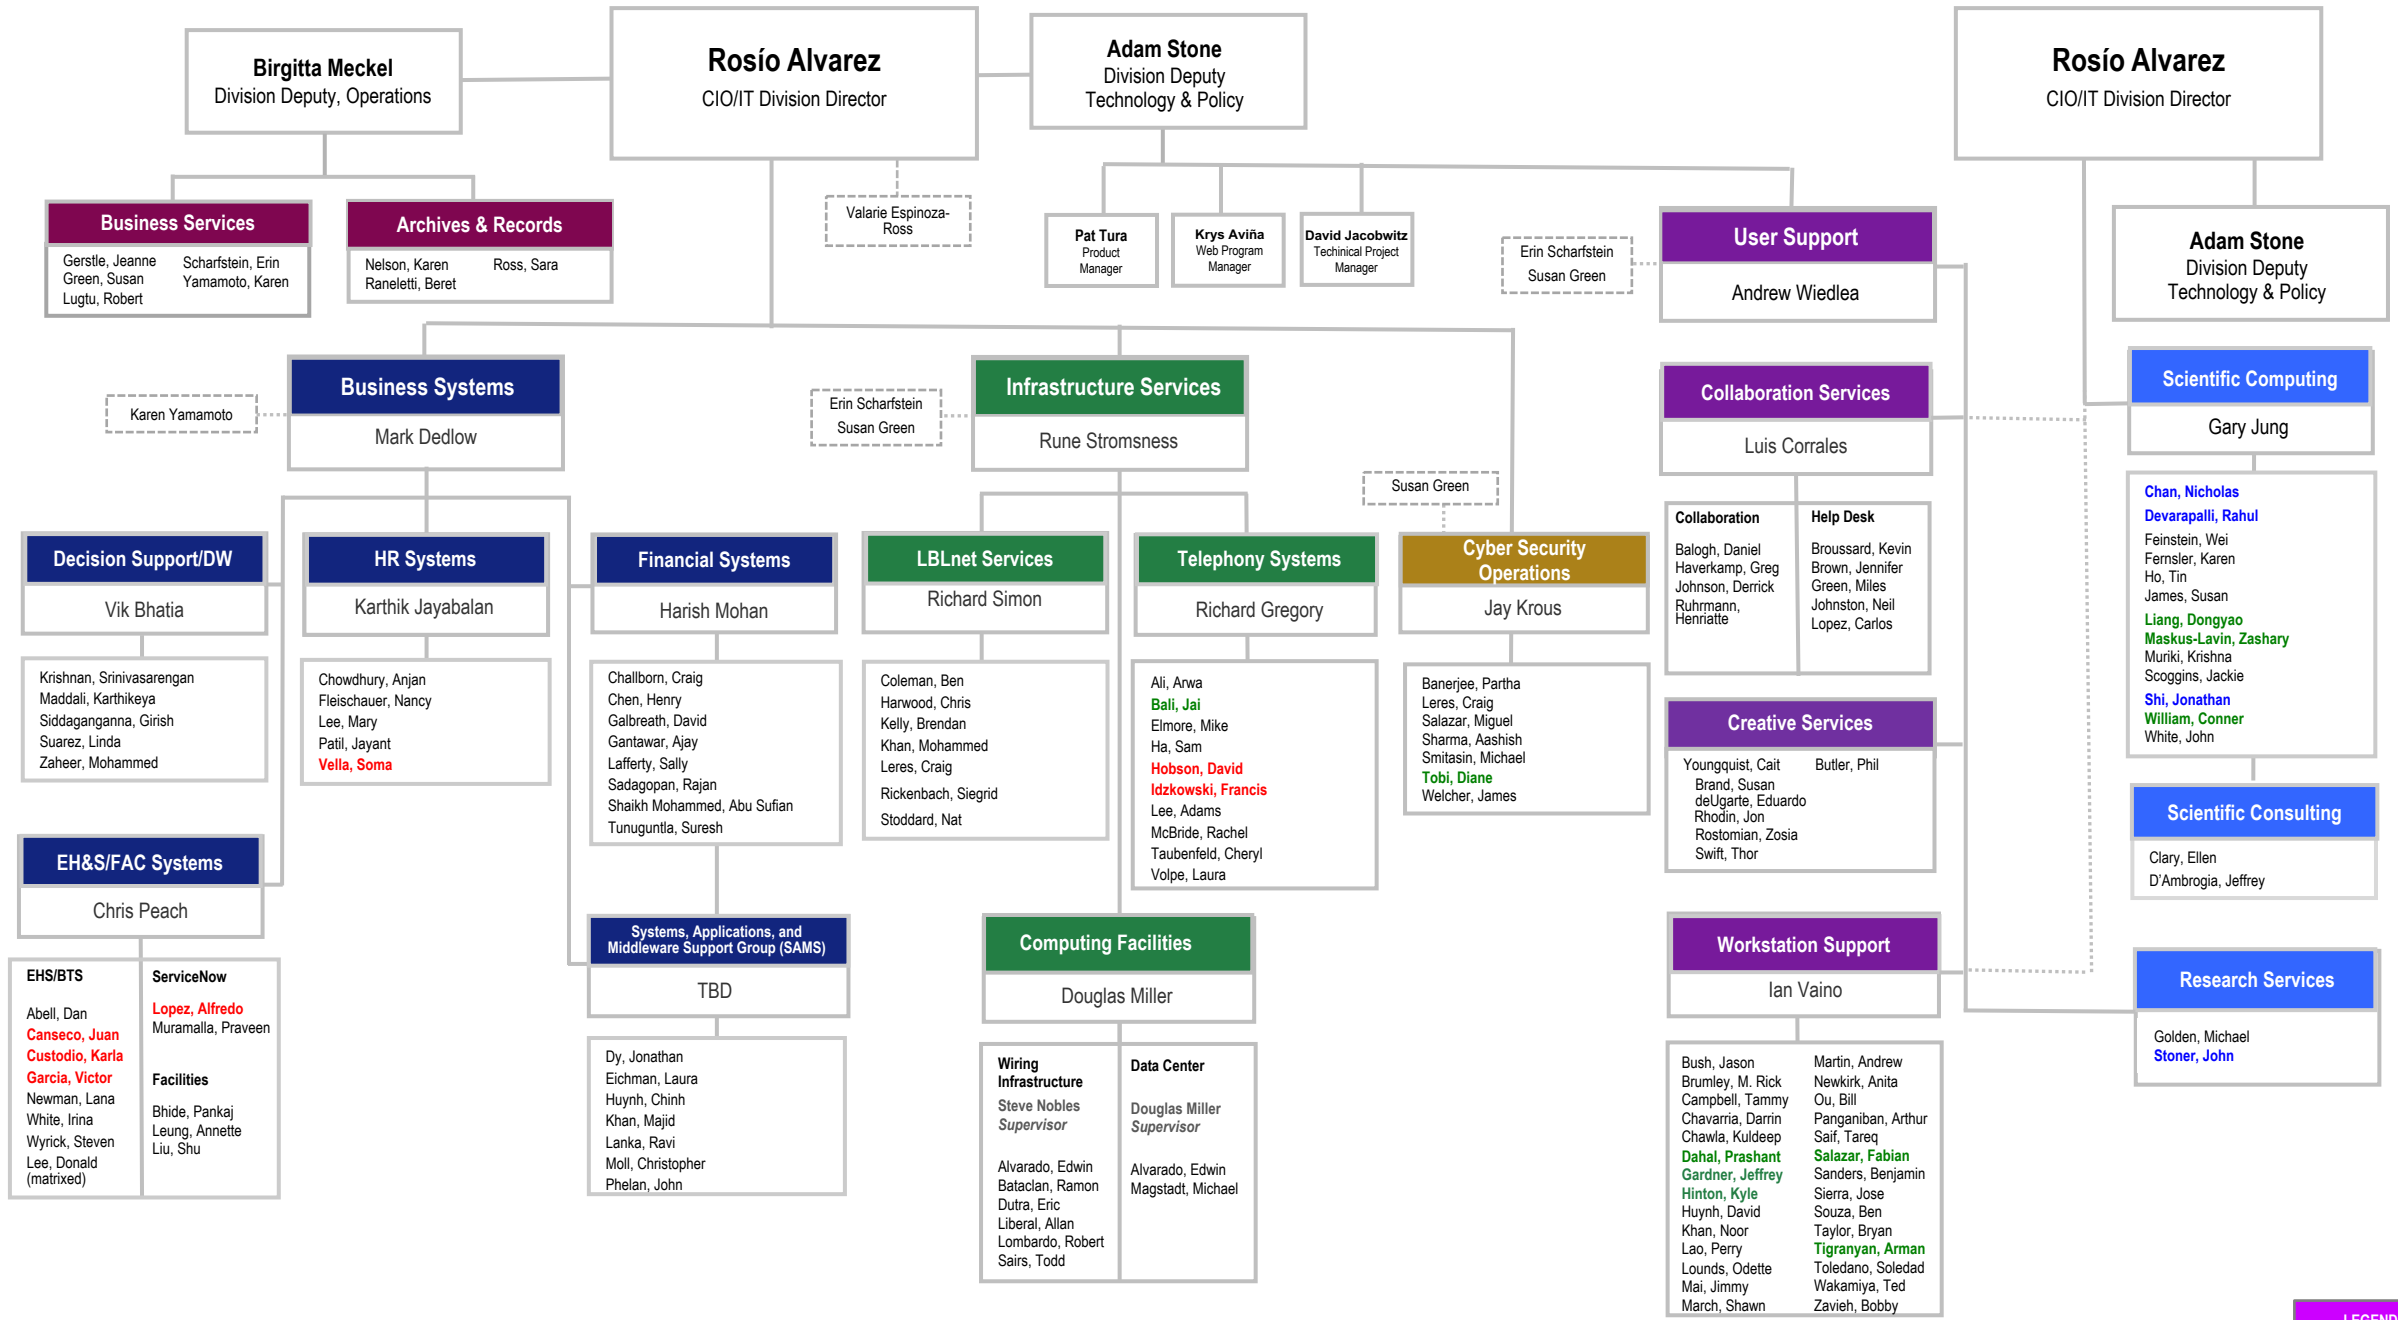 Birgitta Meckel
Division Deputy, Operations
Rosío Alvarez
CIO/IT Division Director
Adam Stone
Division Deputy
Technology & Policy
Rosío Alvarez
CIO/IT Division Director
Business Services
Gerstle, Jeanne
Green, Susan
Lugtu, Robert
Scharfstein, Erin
Yamamoto, Karen
Archives & Records
Nelson, Karen
Raneletti, Beret
Ross, Sara
Valarie Espinoza-
Ross
Pat Tura
Product
Manager
Krys Aviña
Web Program
Manager
David Jacobwitz
Techinical Project
Manager
Erin Scharfstein
Susan Green
User Support
Andrew Wiedlea
Adam Stone
Division Deputy
Technology & Policy
Karen Yamamoto
Business Systems
Mark Dedlow
Erin Scharfstein
Susan Green
Infrastructure Services
Rune Stromsness
Susan Green
Collaboration Services
Luis Corrales
Collaboration
Balogh, Daniel
Haverkamp, Greg
Johnson, Derrick
Ruhrmann,
Henriatte
Help Desk
Broussard, Kevin
Brown, Jennifer
Green, Miles
Johnston, Neil
Lopez, Carlos
Scientific Computing
Gary Jung
Chan, Nicholas
Devarapalli, Rahul
Feinstein, Wei
Fernsler, Karen
Ho, Tin
James, Susan
Liang, Dongyao
Maskus-Lavin, Zashary
Muriki, Krishna
Scoggins, Jackie
Shi, Jonathan
William, Conner
White, John
Decision Support/DW
Vik Bhatia
Krishnan, Srinivasarengan
Maddali, Karthikeya
Siddaganganna, Girish
Suarez, Linda
Zaheer, Mohammed
HR Systems
Karthik Jayabalan
Chowdhury, Anjan
Fleischauer, Nancy
Lee, Mary
Patil, Jayant
Vella, Soma
Financial Systems
Harish Mohan
Challborn, Craig
Chen, Henry
Galbreath, David
Gantawar, Ajay
Lafferty, Sally
Sadagopan, Rajan
Shaikh Mohammed, Abu Sufian
Tunuguntla, Suresh
LBLnet Services
Richard Simon
Coleman, Ben
Harwood, Chris
Kelly, Brendan
Khan, Mohammed
Leres, Craig
Rickenbach, Siegrid
Stoddard, Nat
Telephony Systems
Richard Gregory
Ali, Arwa
Bali, Jai
Elmore, Mike
Ha, Sam
Hobson, David
Idzkowski, Francis
Lee, Adams
McBride, Rachel
Taubenfeld, Cheryl
Volpe, Laura
Cyber Security
Operations
Jay Krous
Banerjee, Partha
Leres, Craig
Salazar, Miguel
Sharma, Aashish
Smitasin, Michael
Tobi, Diane
Welcher, James
Creative Services
Youngquist, Cait
Brand, Susan
deUgarte, Eduardo
Rhodin, Jon
Rostomian, Zosia
Swift, Thor
Butler, Phil
Scientific Consulting
Clary, Ellen
D'Ambrogia, Jeffrey
EH&S/FAC Systems
Chris Peach
EHS/BTS
Abell, Dan
Canseco, Juan
Custodio, Karla
Garcia, Victor
Newman, Lana
White, Irina
Wyrick, Steven
Lee, Donald
(matrixed)
ServiceNow
Lopez, Alfredo
Muramalla, Praveen
Facilities
Bhide, Pankaj
Leung, Annette
Liu, Shu
Systems, Applications, and
Middleware Support Group (SAMS)
TBD
Dy, Jonathan
Eichman, Laura
Huynh, Chinh
Khan, Majid
Lanka, Ravi
Moll, Christopher
Phelan, John
Computing Facilities
Douglas Miller
Wiring
Infrastructure
Steve Nobles
Supervisor
Alvarado, Edwin
Bataclan, Ramon
Dutra, Eric
Liberal, Allan
Lombardo, Robert
Sairs, Todd
Data Center
Douglas Miller
Supervisor
Alvarado, Edwin
Magstadt, Michael
Workstation Support
Ian Vaino
Bush, Jason
Brumley, M. Rick
Campbell, Tammy
Chavarria, Darrin
Chawla, Kuldeep
Dahal, Prashant
Gardner, Jeffrey
Hinton, Kyle
Huynh, David
Khan, Noor
Lao, Perry
Lounds, Odette
Mai, Jimmy
March, Shawn
Martin, Andrew
Newkirk, Anita
Ou, Bill
Panganiban, Arthur
Saif, Tareq
Salazar, Fabian
Sanders, Benjamin
Sierra, Jose
Souza, Ben
Taylor, Bryan
Tigranyan, Arman
Toledano, Soledad
Wakamiya, Ted
Zavieh, Bobby
Research Services
Golden, Michael
Stoner, John
LEGEND